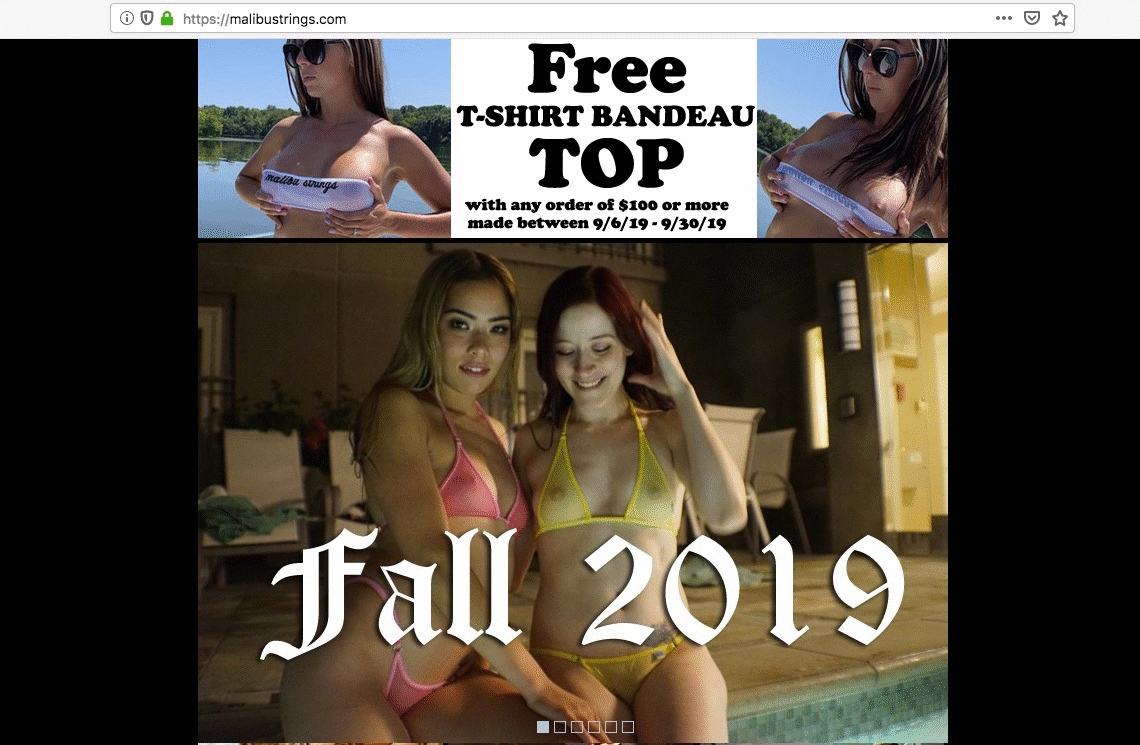 https://malibustrings.com
Free
T-SHIRT BANDEAU
TOP
with any order of $100 or more
made between 9/6/19 - 9/30/19
malibu strings
Fall 2019